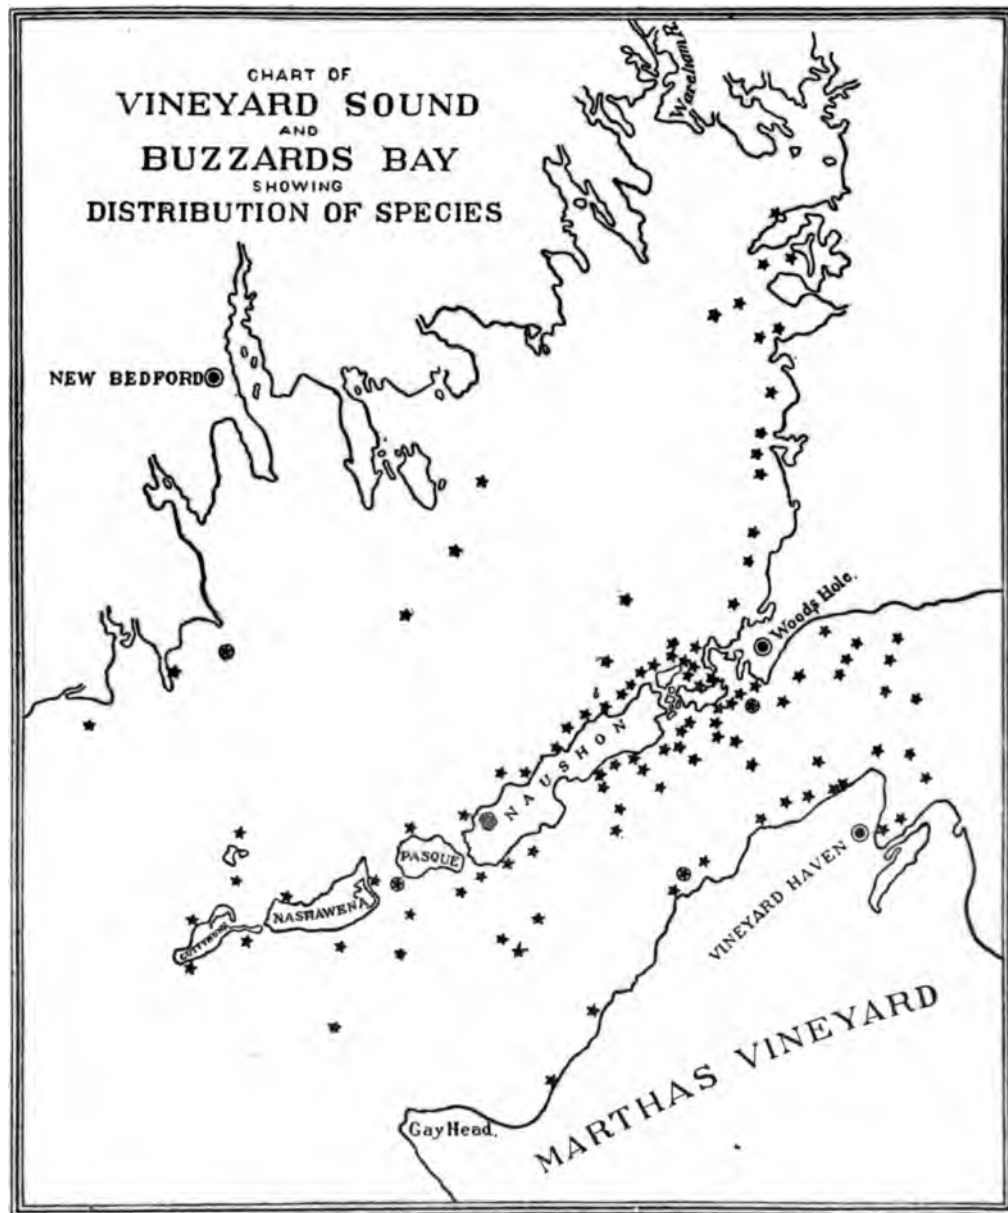 CHART OF
VINEYARD SOUND
AND
BUZZARDS BAY
SHOWING
DISTRIBUTION OF SPECIES
Wareham R.
NEW BEDFORD
Woods Hole.
NAUSHON
PASQUE
NASHAWENA
CUTTYHUNK
VINEYARD HAVEN
MARTHAS VINEYARD
Gay Head.